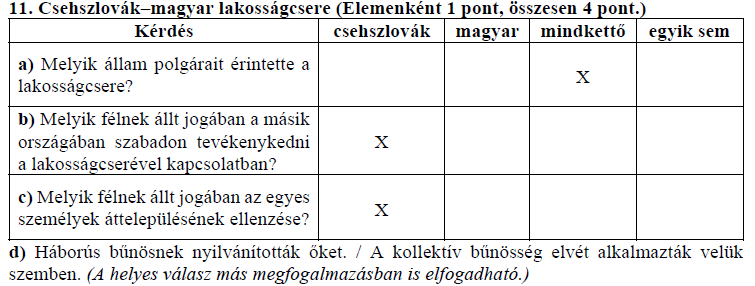 11. Csehszlovák–magyar lakosságcsere (Elemenként 1 pont, összesen 4 pont.)
Kérdés csehszlovák magyar mindkettő egyik sem
a) Melyik állam polgárait érintette a
lakosságcsere?
X
b) Melyik félnek állt jogában a másik
országában szabadon tevékenykedni
a lakosságcserével kapcsolatban?
X
c) Melyik félnek állt jogában az egyes
személyek áttelepülésének ellenzése?
X
d) Háborús bűnösnek nyilvánították őket. / A kollektív bűnösség elvét alkalmazták velük
szemben. (A helyes válasz más megfogalmazásban is elfogadható.)